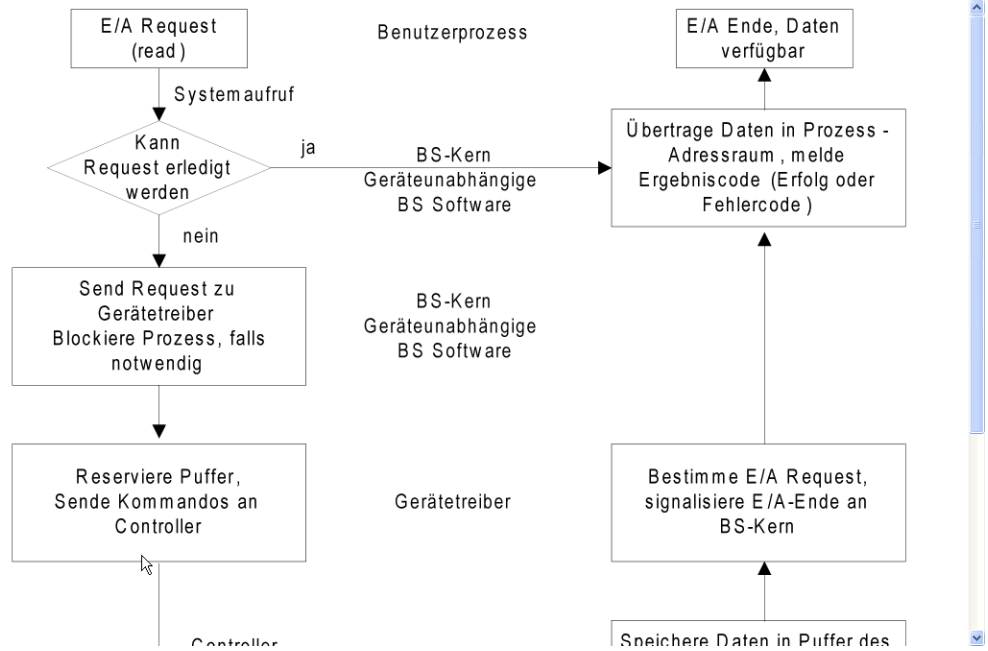 E/A Request
(read)
Benutzerprozess
E/A Ende, Daten
verfügbar
Systemaufruf
Kann
Request erledigt
werden
ja
BS-Kern
Geräteunabhängige
BS Software
Übertrage Daten in Prozess -
Adressraum, melde
Ergebniscode (Erfolg oder
Fehlercode)
nein
Send Request zu
Gerätetreiber
Blockiere Prozess, falls
notwendig
BS-Kern
Geräteunabhängige
BS Software
Reserviere Puffer,
Sende Kommandos an
Controller
Gerätetreiber
Bestimme E/A Request,
signalisiere E/A-Ende an
BS-Kern
Controller
Speichere Daten in Puffer des